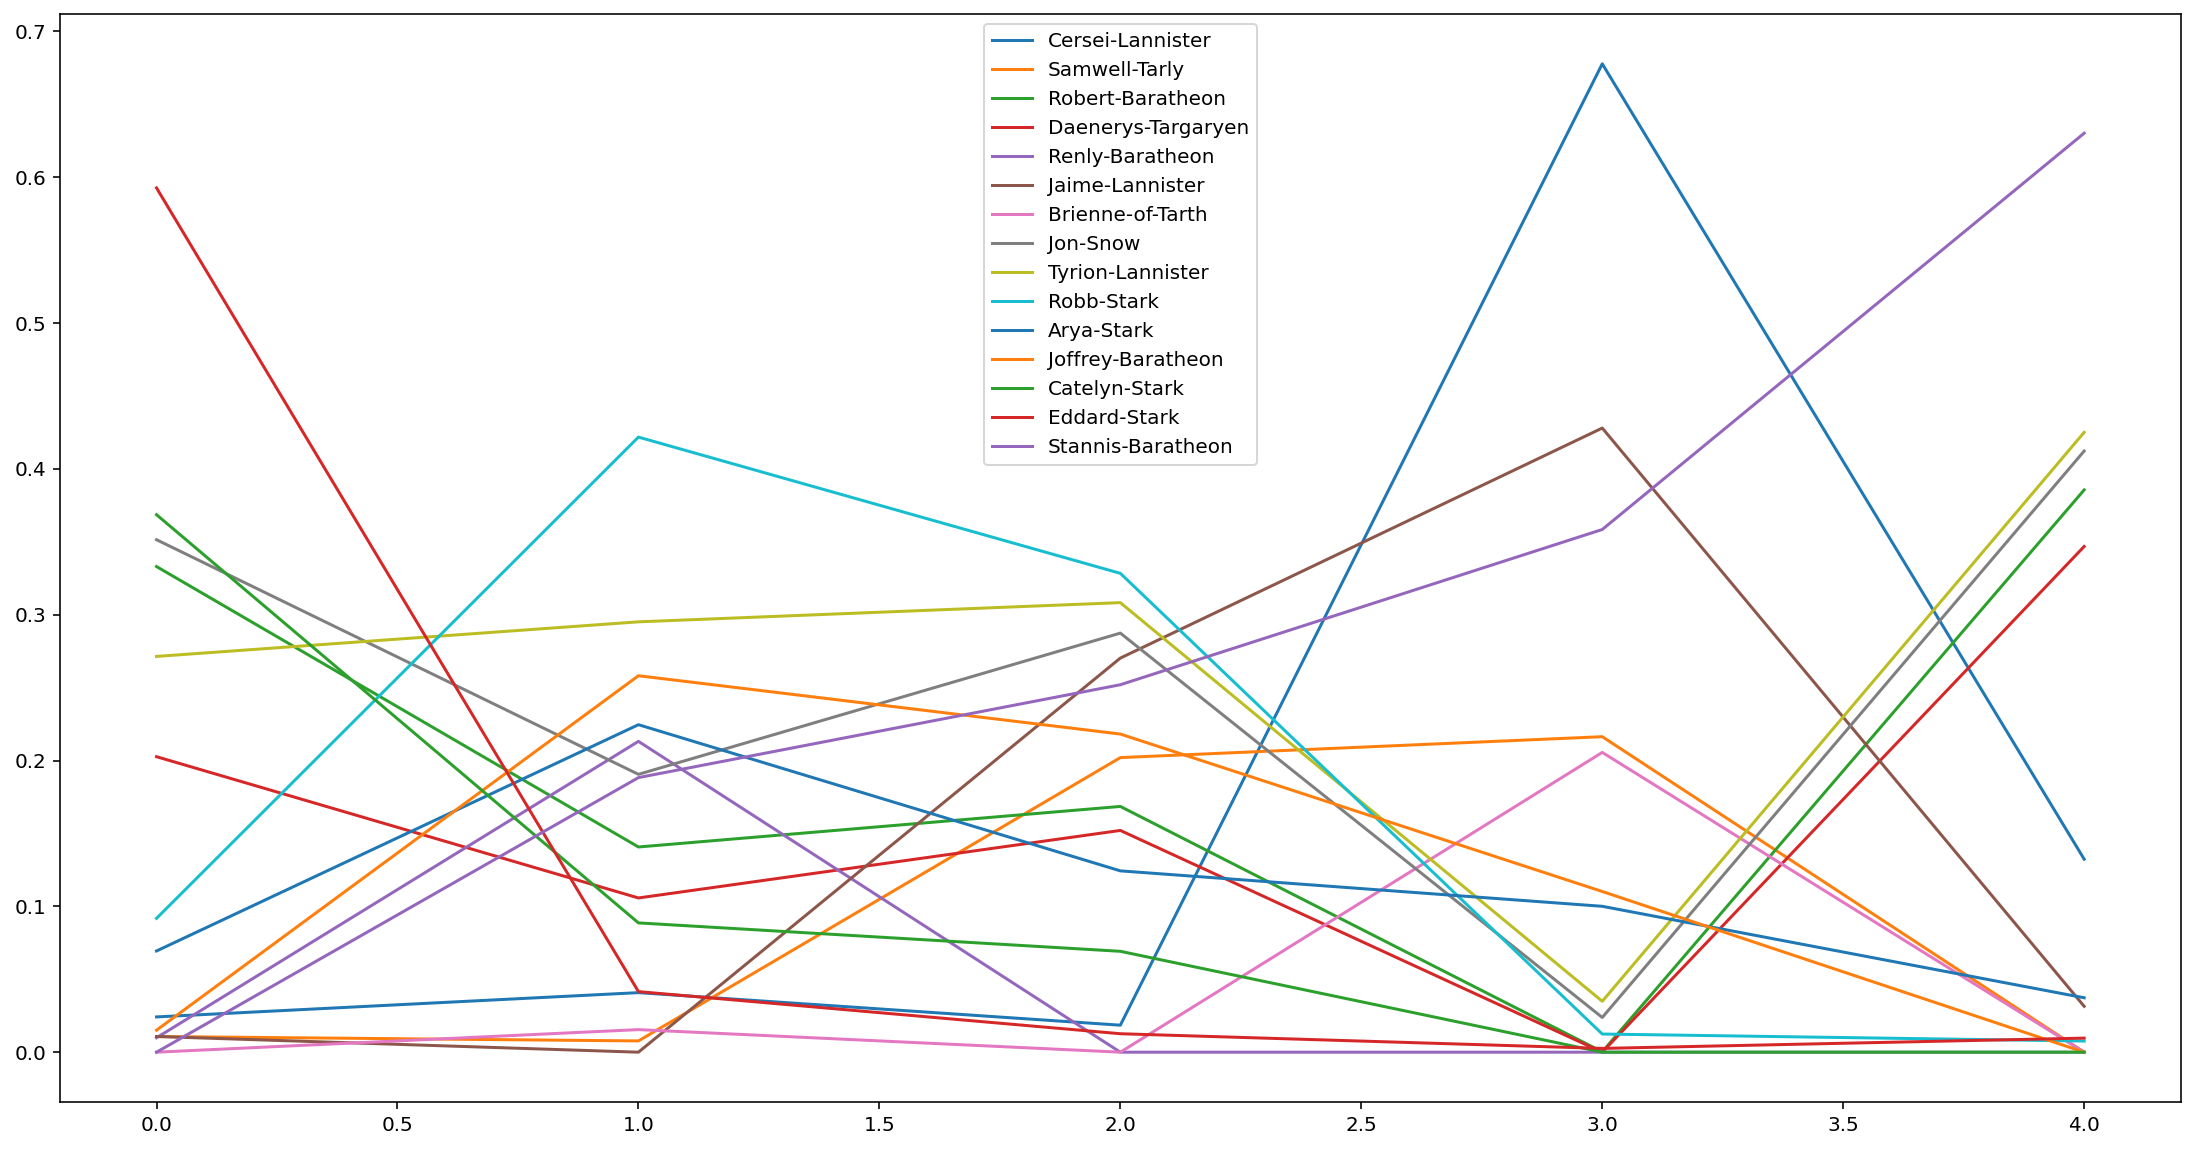 0.7
0.6
0.5
0.4
0.3
0.2
0.1
0.0
Cersei-Lannister
Samwell-Tarly
Robert-Baratheon
Daenerys-Targaryen
Renly-Baratheon
Jaime-Lannister
Brienne-of-Tarth
Jon-Snow
Tyrion-Lannister
Robb-Stark
Arya-Stark
Joffrey-Baratheon
Catelyn-Stark
Eddard-Stark
Stannis-Baratheon
0.0 0.5 1.0 1.5 2.0 2.5 3.0 3.5 4.0